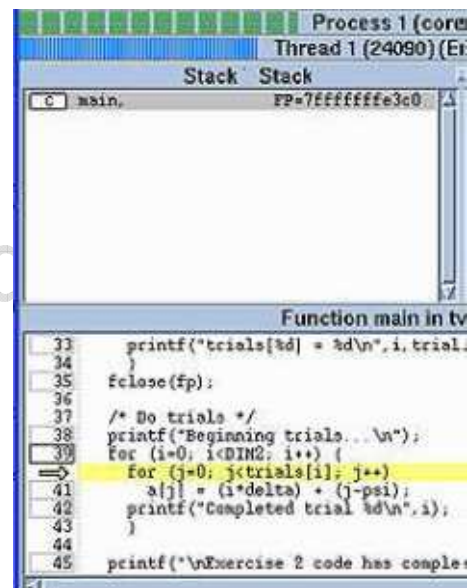 Process 1 (core
Thread 1 (24090) (Er
Stack Stack
C main, FP=7fffffffe3c0
Function main in tv
33 printf("trials[%d] = %d\n",i,trial.
34 }
35 fclose(fp);
36
37 /* Do trials */
38 printf("Beginning trials...\n");
39 for (i=0; i<DIN2; i++) {
for (j=0; j<trials[i]; j++)
41 a[j] = (i*delta) + (j-psi);
42 printf("Completed trial %d\n",i);
43 }
44
45 printf("\nExercise 2 code has comple